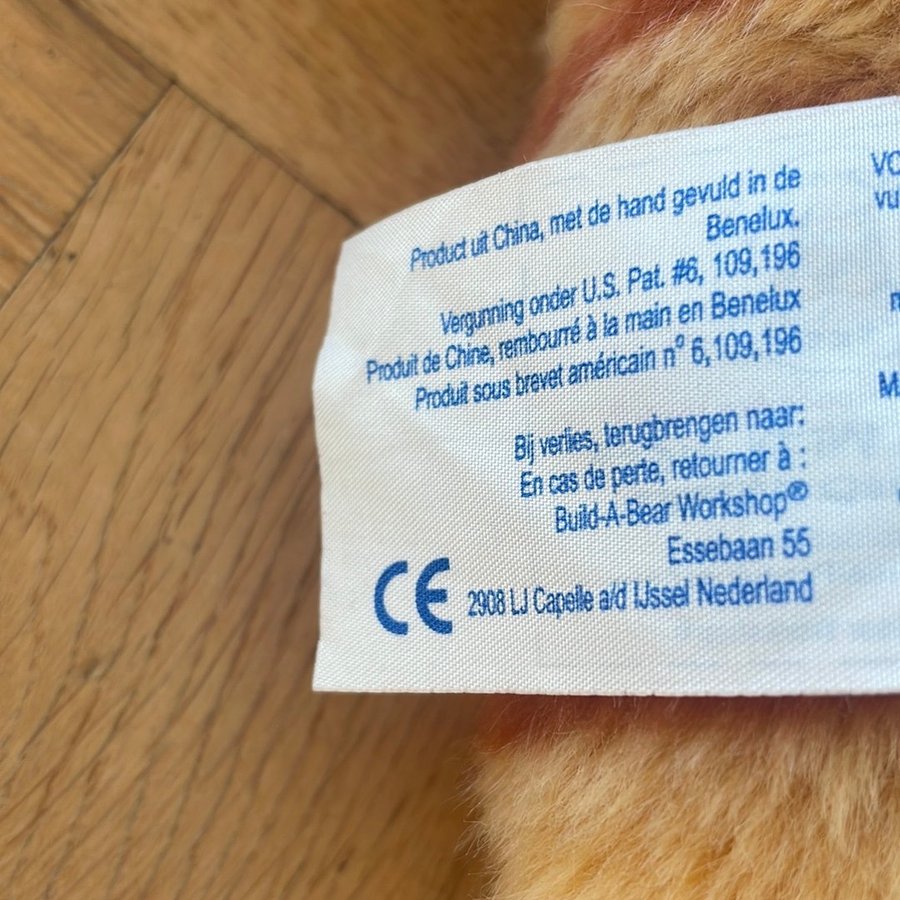 Product uit China, met de hand gevuld in de
Benelux.
Vergunning onder U.S. Pat. #6, 109,196
Produit de Chine, rembourré à la main en Benelux
Produit sous brevet américain n° 6,109,196
Bij verlies, terugbrengen naar:
En cas de perte, retourner à :
Build-A-Bear Workshop®
Essebaan 55
CE 2908 LJ Capelle a/d IJssel Nederland